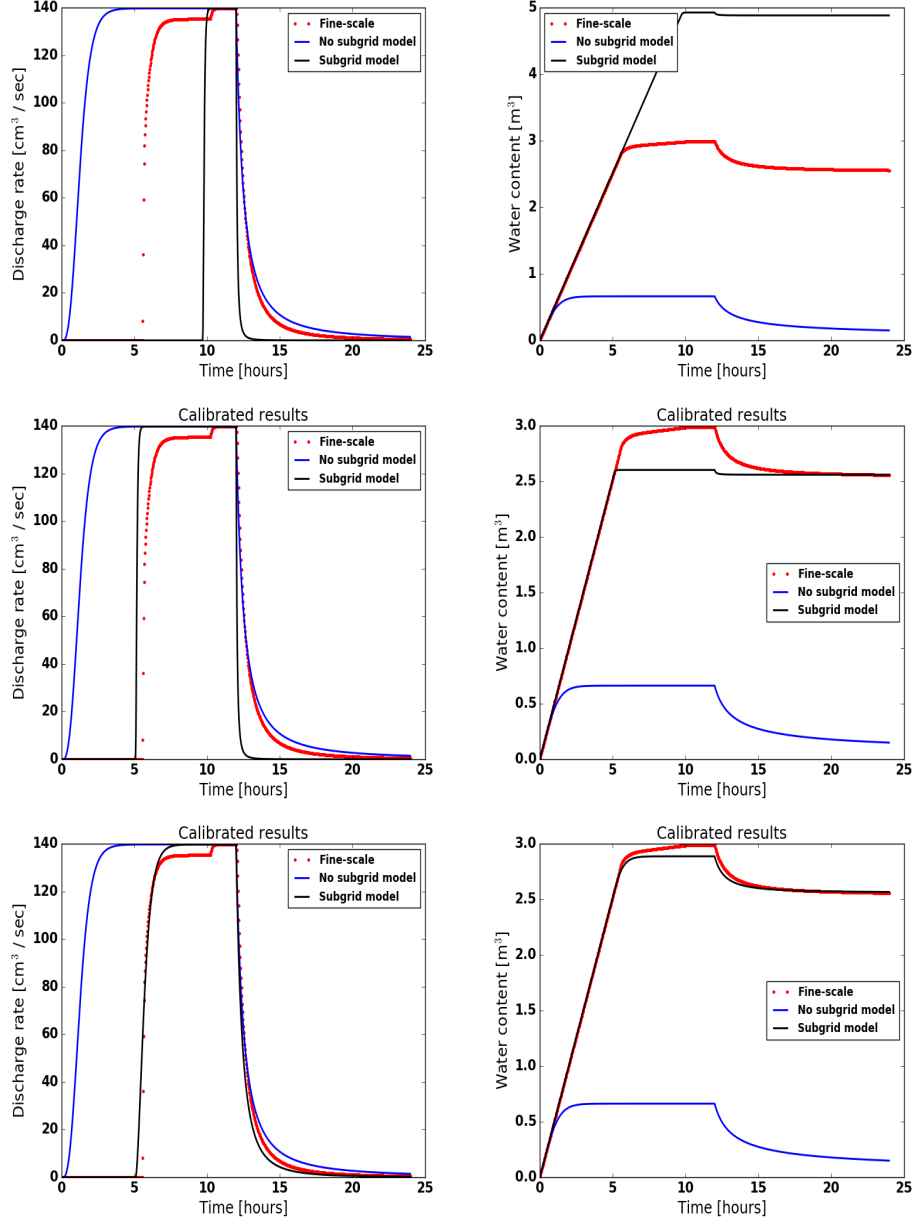 140
120
100
80
60
40
20
0
Discharge rate [cm³ / sec]
Fine-scale
No subgrid model
Subgrid model
0 5 10 15 20 25
Time [hours]
5
4
3
2
1
0
Water content [m³]
Fine-scale
No subgrid model
Subgrid model
0 5 10 15 20 25
Time [hours]
Calibrated results
140
120
100
80
60
40
20
0
Discharge rate [cm³ / sec]
Fine-scale
No subgrid model
Subgrid model
0 5 10 15 20 25
Time [hours]
Calibrated results
3.0
2.5
2.0
1.5
1.0
0.5
0.0
Water content [m³]
Fine-scale
No subgrid model
Subgrid model
0 5 10 15 20 25
Time [hours]
Calibrated results
140
120
100
80
60
40
20
0
Discharge rate [cm³ / sec]
Fine-scale
No subgrid model
Subgrid model
0 5 10 15 20 25
Time [hours]
Calibrated results
3.0
2.5
2.0
1.5
1.0
0.5
0.0
Water content [m³]
Fine-scale
No subgrid model
Subgrid model
0 5 10 15 20 25
Time [hours]